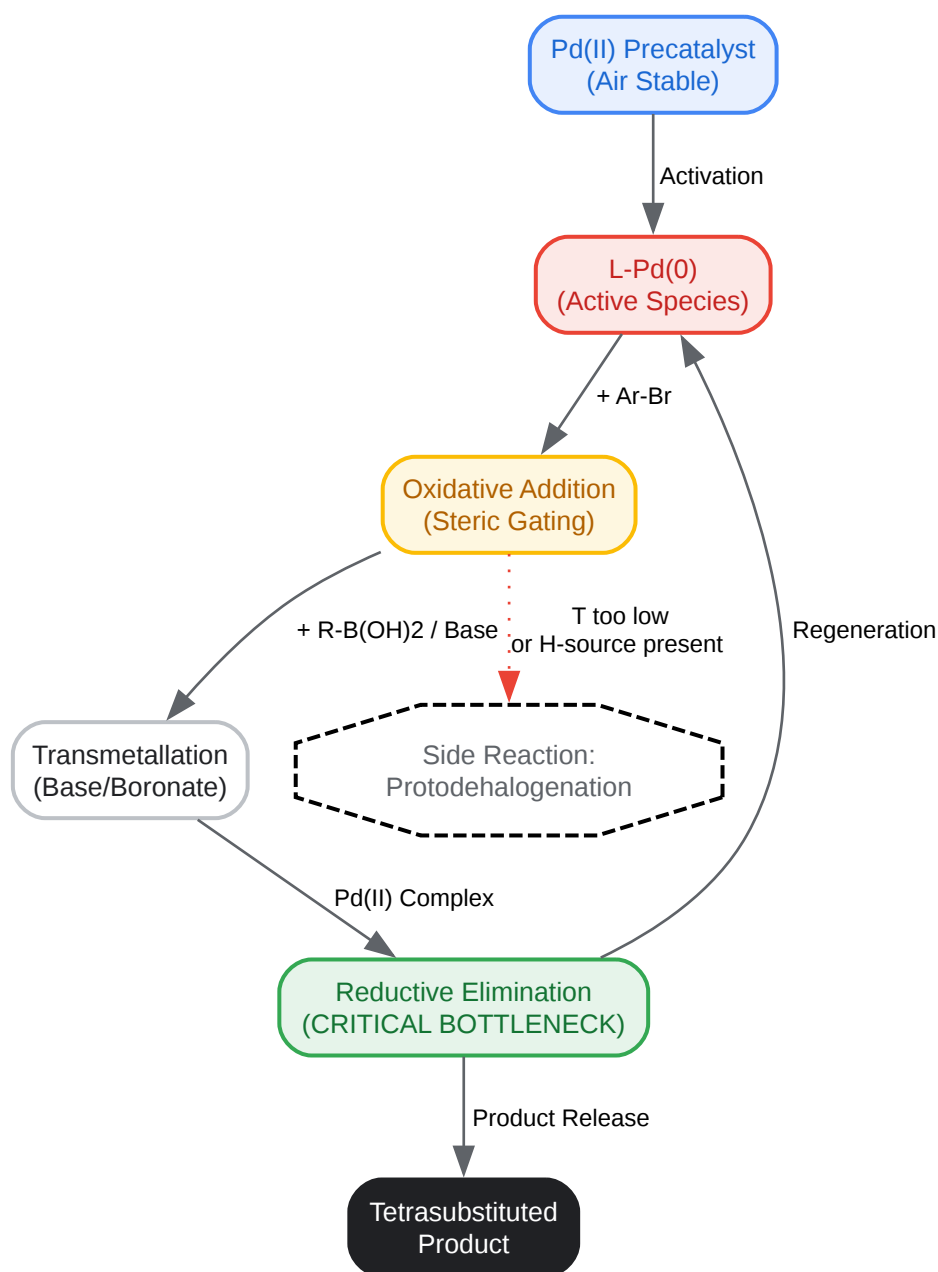 Pd(II) Precatalyst
(Air Stable)
Activation
L-Pd(0)
(Active Species)
+ Ar-Br
Oxidative Addition
(Steric Gating)
+ R-B(OH)2 / Base
T too low
or H-source present
Regeneration
Transmetallation
(Base/Boronate)
Side Reaction:
Protodehalogenation
Pd(II) Complex
Reductive Elimination
(CRITICAL BOTTLENECK)
Product Release
Tetrasubstituted
Product